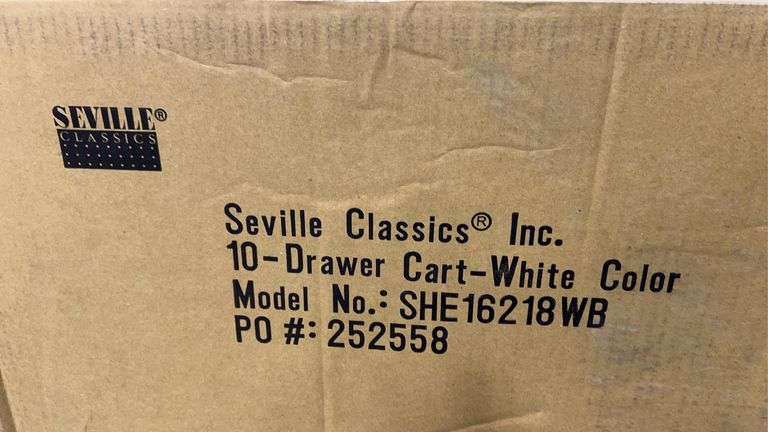 SEVILLE®
CLASSICS
Seville Classics® Inc.
10-Drawer Cart-White Color
Model No.: SHE16218WB
PO #: 252558